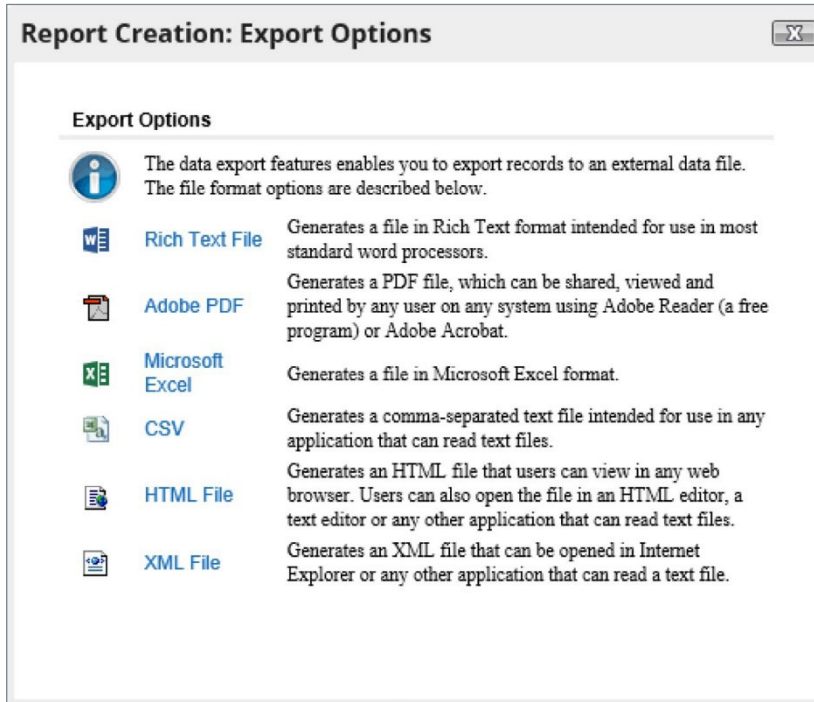 Report Creation: Export Options
X
Export Options
The data export features enables you to export records to an external data file.
The file format options are described below.
Rich Text File
Generates a file in Rich Text format intended for use in most
standard word processors.
Adobe PDF
Generates a PDF file, which can be shared, viewed and
printed by any user on any system using Adobe Reader (a free
program) or Adobe Acrobat.
Microsoft
Excel
Generates a file in Microsoft Excel format.
CSV
Generates a comma-separated text file intended for use in any
application that can read text files.
HTML File
Generates an HTML file that users can view in any web
browser. Users can also open the file in an HTML editor, a
text editor or any other application that can read text files.
XML File
Generates an XML file that can be opened in Internet
Explorer or any other application that can read a text file.